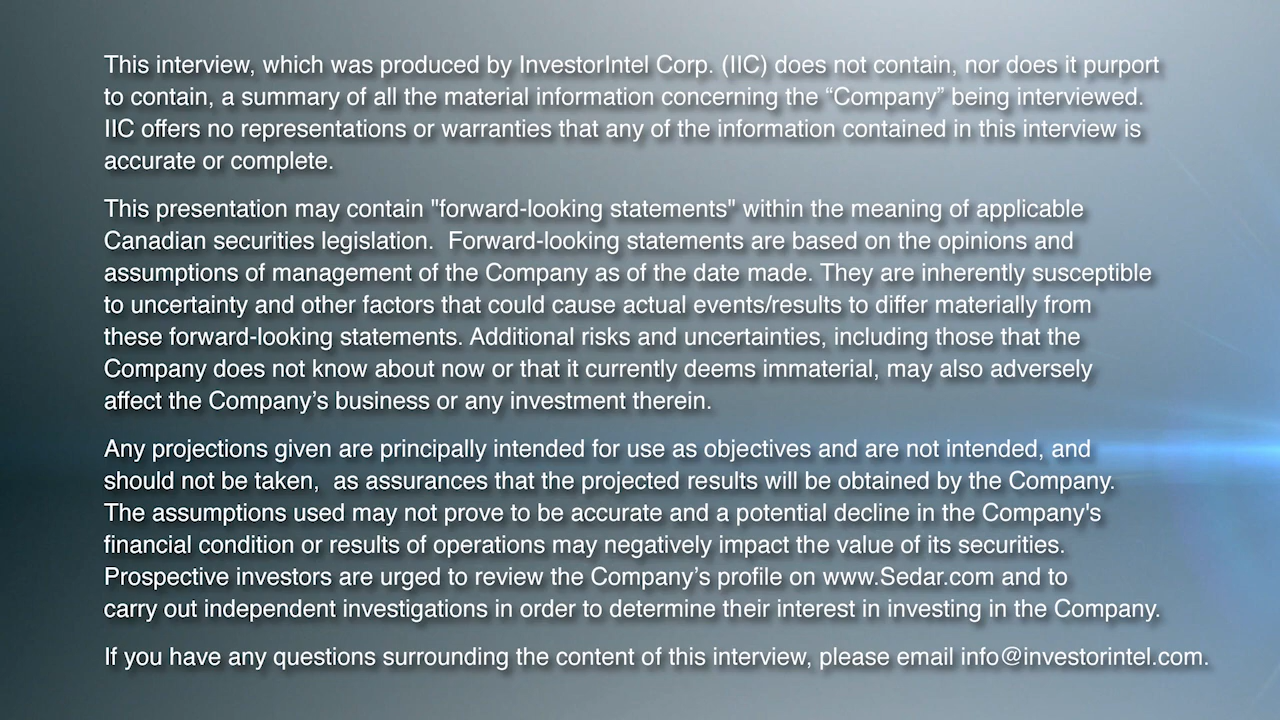 This interview, which was produced by InvestorIntel Corp. (IIC) does not contain, nor does it purport
to contain, a summary of all the material information concerning the “Company” being interviewed.
IIC offers no representations or warranties that any of the information contained in this interview is
accurate or complete.
This presentation may contain "forward-looking statements" within the meaning of applicable
Canadian securities legislation.  Forward-looking statements are based on the opinions and
assumptions of management of the Company as of the date made. They are inherently susceptible
to uncertainty and other factors that could cause actual events/results to differ materially from
these forward-looking statements. Additional risks and uncertainties, including those that the
Company does not know about now or that it currently deems immaterial, may also adversely
affect the Company’s business or any investment therein.
Any projections given are principally intended for use as objectives and are not intended, and
should not be taken,  as assurances that the projected results will be obtained by the Company.
The assumptions used may not prove to be accurate and a potential decline in the Company's
financial condition or results of operations may negatively impact the value of its securities.
Prospective investors are urged to review the Company’s profile on www.Sedar.com and to
carry out independent investigations in order to determine their interest in investing in the Company.
If you have any questions surrounding the content of this interview, please email info@investorintel.com.